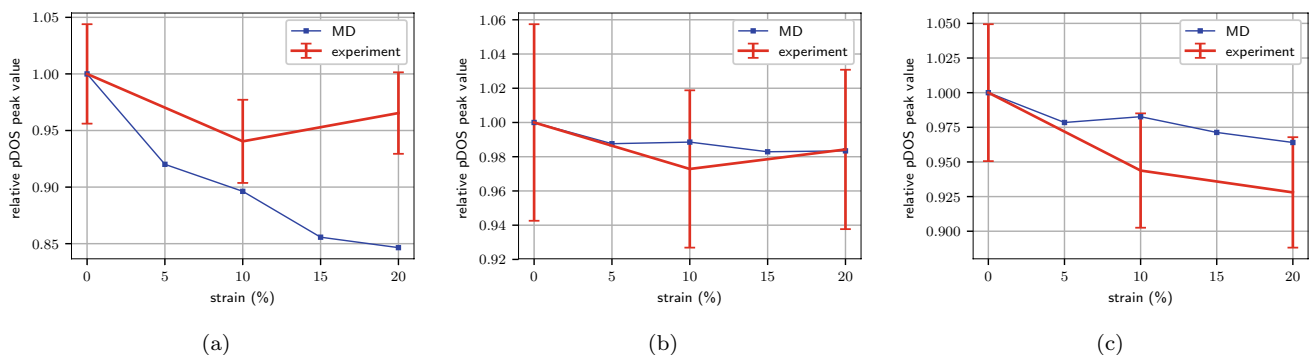 1.05
1.00
0.95
0.90
0.85
relative pDOS peak value
MD
experiment
0 5 10 15 20
strain (%)
(a)
1.06
1.04
1.02
1.00
0.98
0.96
0.94
0.92
relative pDOS peak value
MD
experiment
0 5 10 15 20
strain (%)
(b)
1.050
1.025
1.000
0.975
0.950
0.925
0.900
relative pDOS peak value
MD
experiment
0 5 10 15 20
strain (%)
(c)